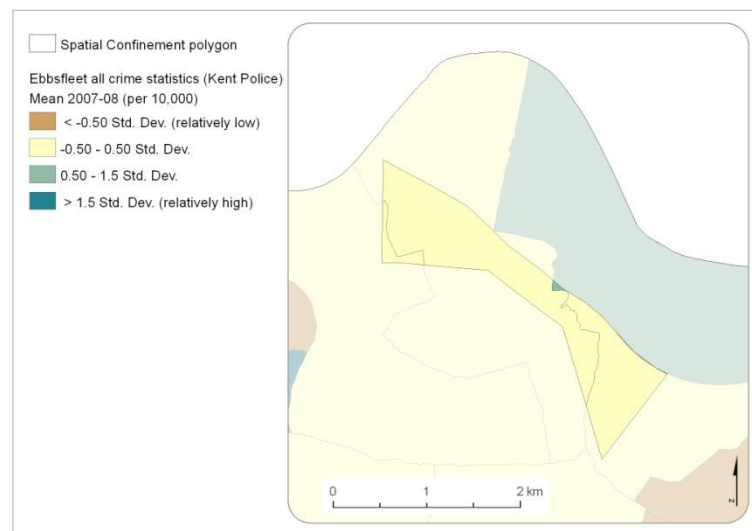 Spatial Confinement polygon
Ebbsfleet all crime statistics (Kent Police)
Mean 2007-08 (per 10,000)
< -0.50 Std. Dev. (relatively low)
-0.50 - 0.50 Std. Dev.
0.50 - 1.5 Std. Dev.
> 1.5 Std. Dev. (relatively high)
0 1 2 km
N